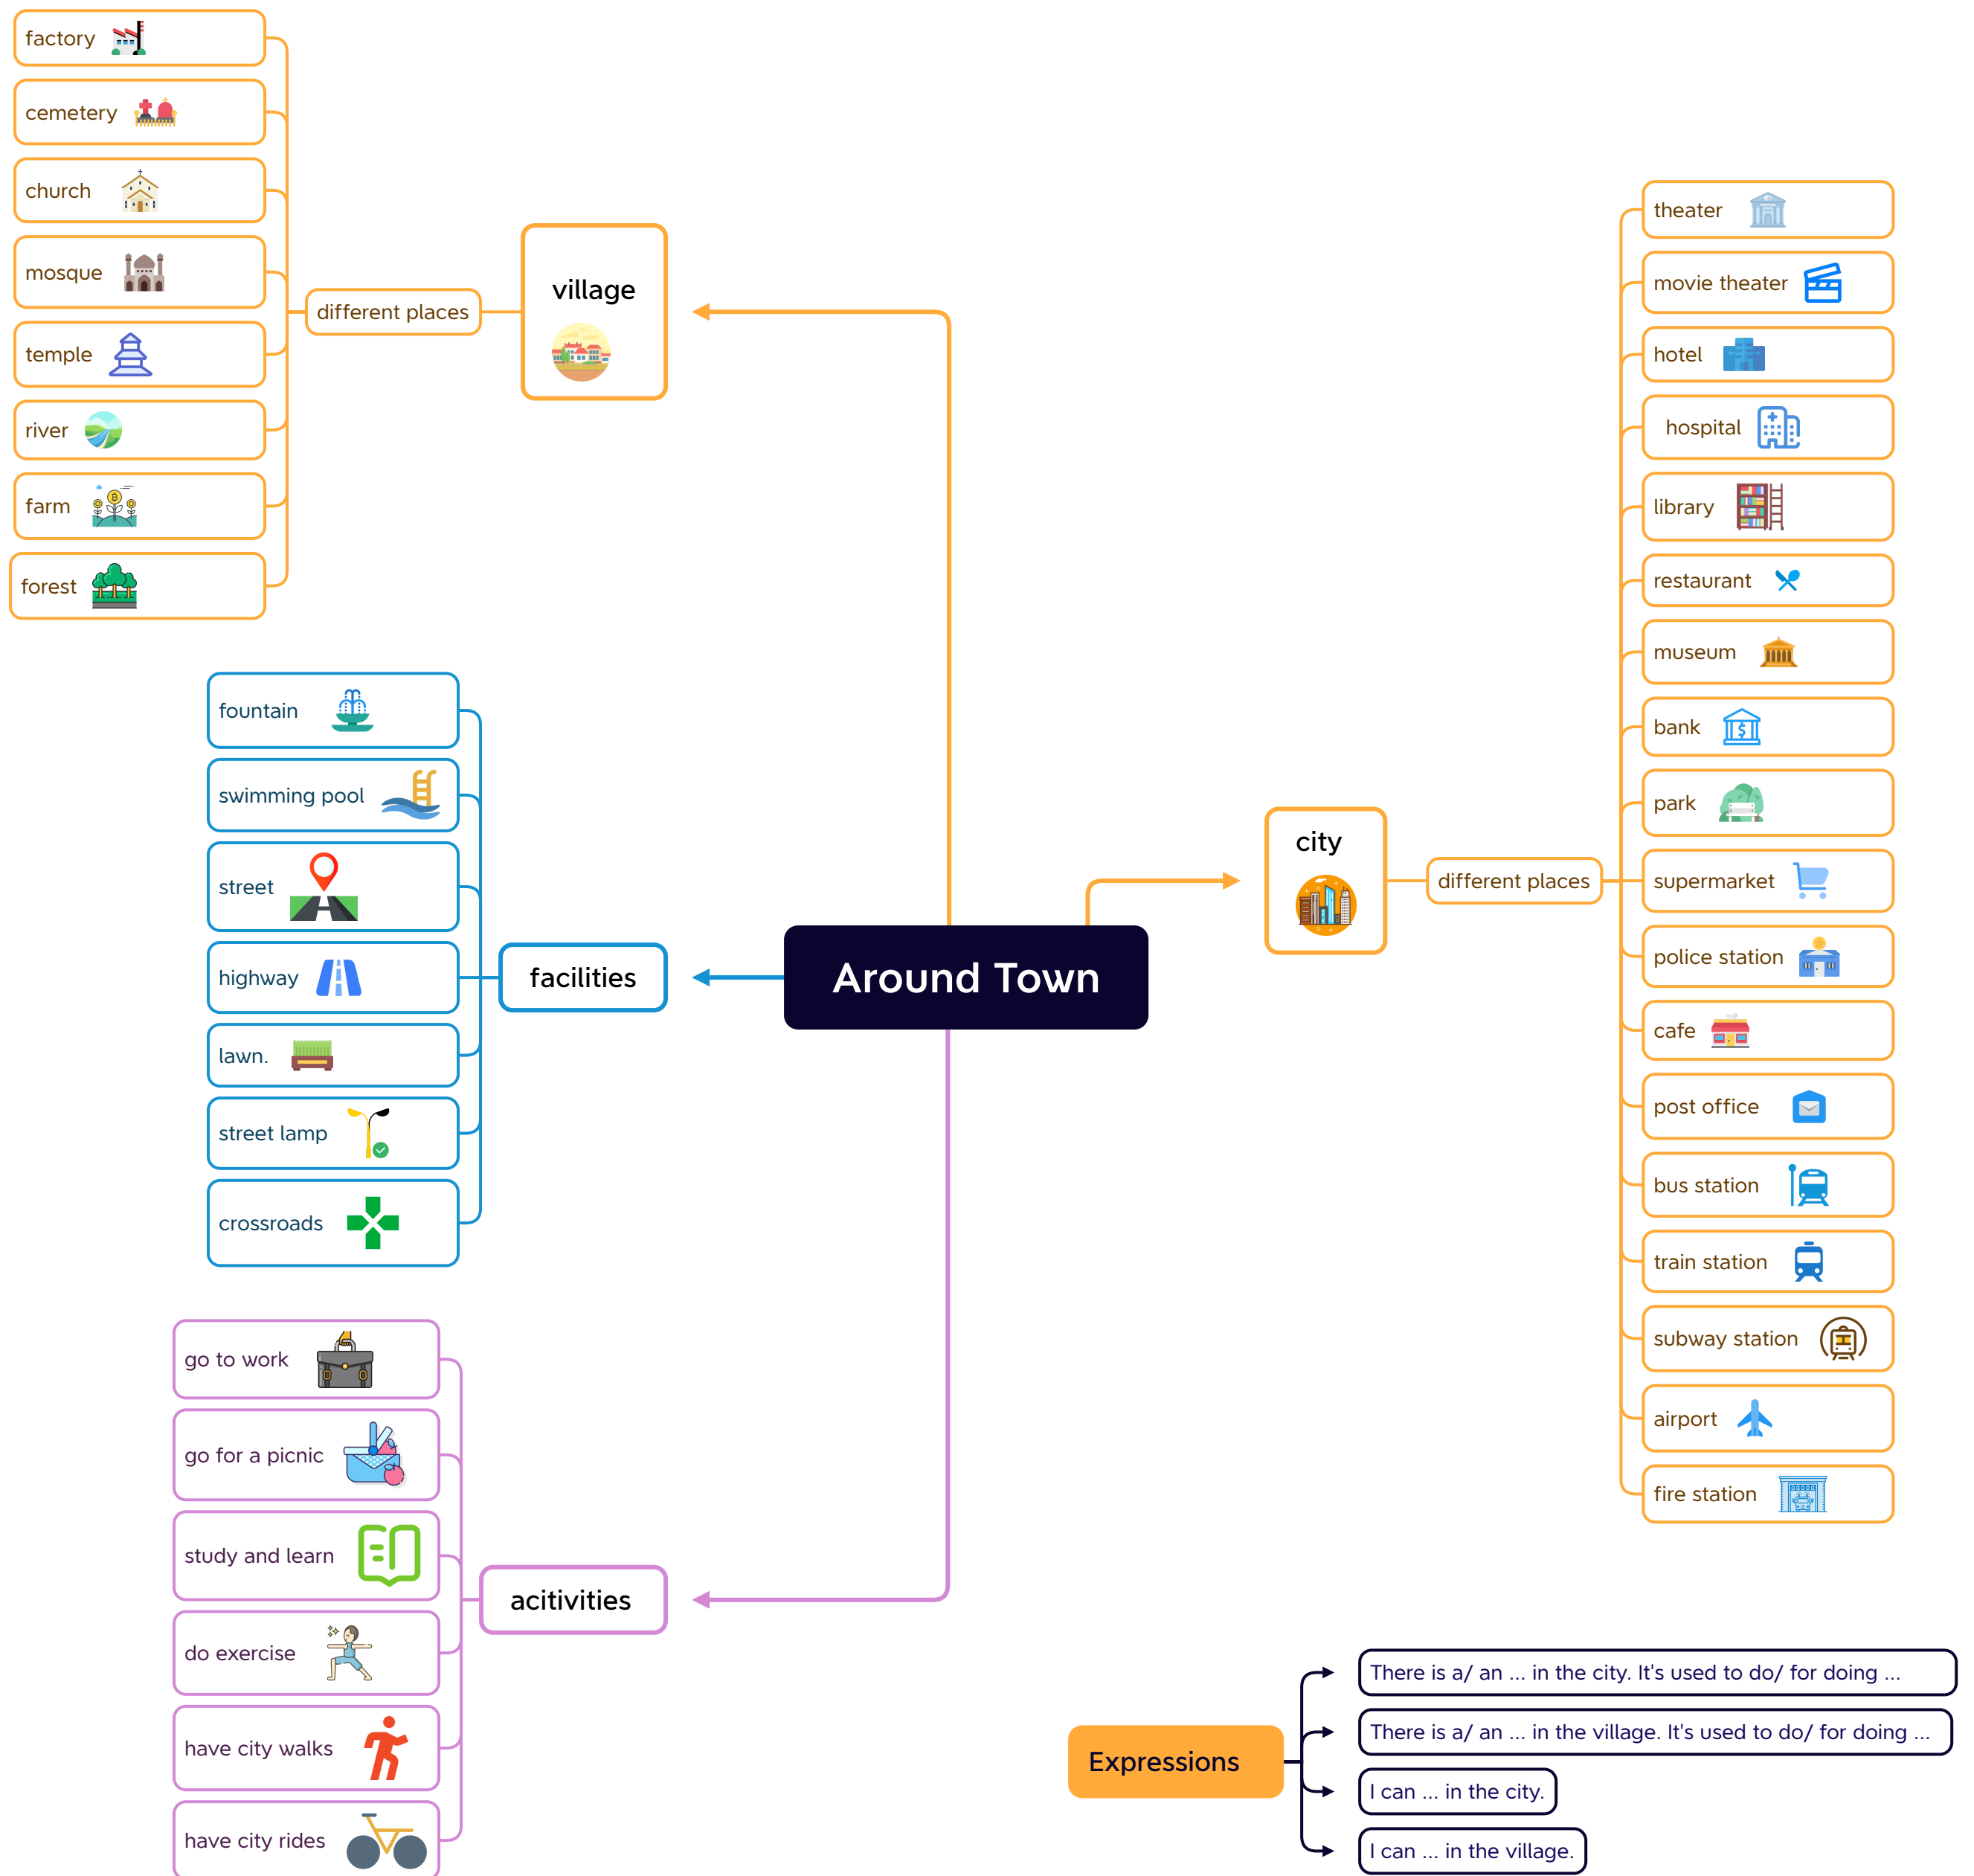 factory
cemetery
church
mosque
temple
river
farm
forest
different places
village
fountain
swimming pool
street
highway
lawn.
street lamp
crossroads
facilities
go to work
go for a picnic
study and learn
do exercise
have city walks
have city rides
acitivities
Around Town
city
different places
theater
movie theater
hotel
hospital
library
restaurant
museum
bank
park
supermarket
police station
cafe
post office
bus station
train station
subway station
airport
fire station
Expressions
There is a/ an ... in the city. It's used to do/ for doing ...
There is a/ an ... in the village. It's used to do/ for doing ...
I can ... in the city.
I can ... in the village.